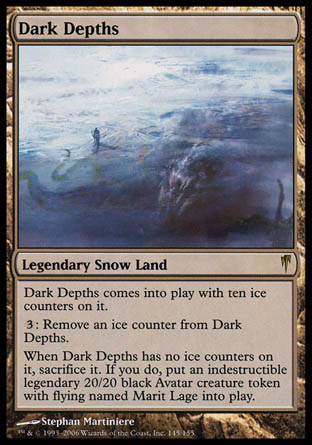 Dark Depths
Legendary Snow Land
Dark Depths comes into play with ten ice
counters on it.
3: Remove an ice counter from Dark
Depths.
When Dark Depths has no ice counters on
it, sacrifice it. If you do, put an indestructible
legendary 20/20 black Avatar creature token
with flying named Marit Lage into play.
Stephan Martiniere
™ & © 1993–2006 Wizards of the Coast, Inc. 145/155